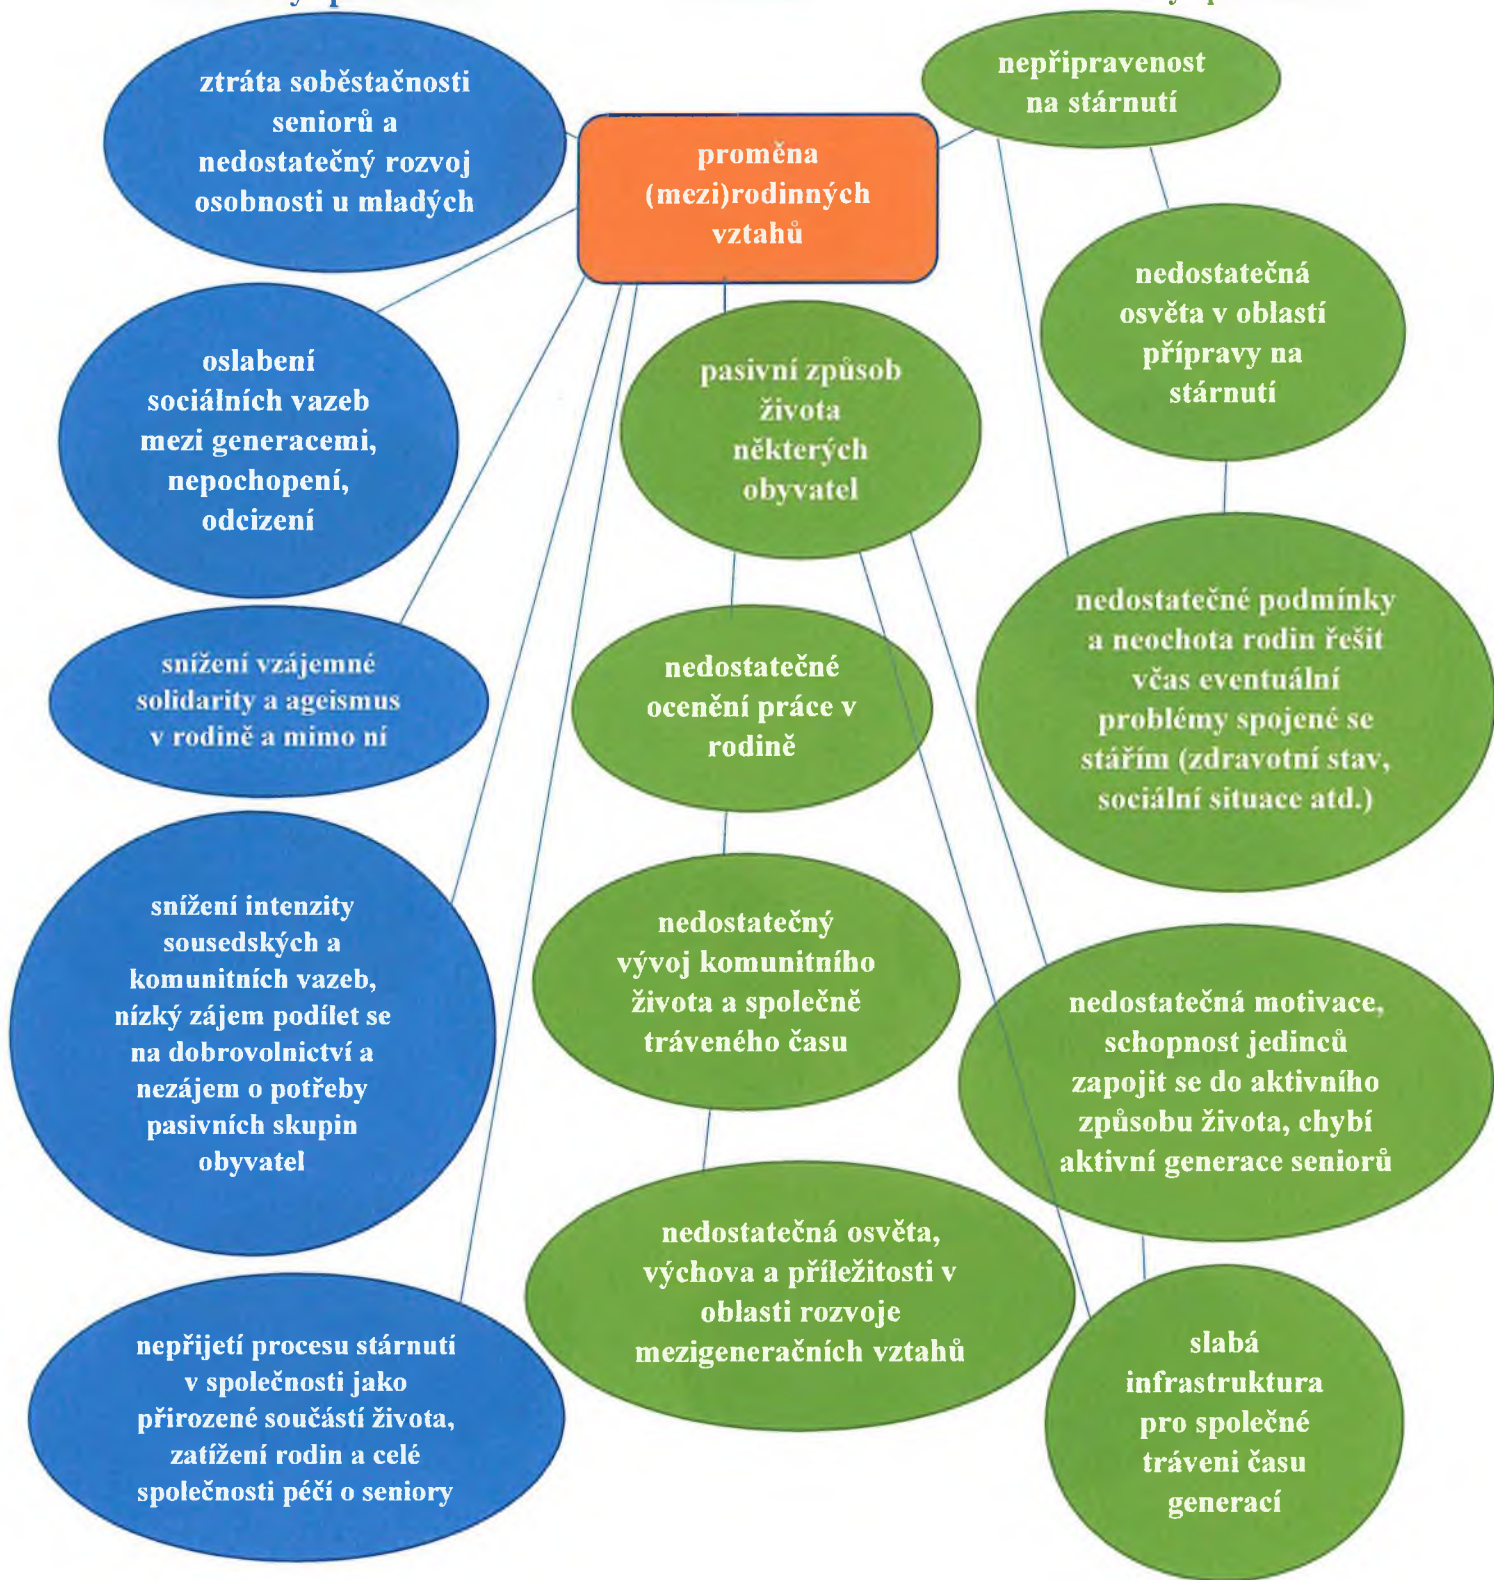 ztráta soběstačnosti
seniorů a
nedostatečný rozvoj
osobnosti u mladých
proměna
(mezi)rodinných
vztahů
nepřipravenost
na stárnutí
oslabení
sociálních vazeb
mezi generacemi,
nepochopení,
odcizení
pasivní způsob
života
některých
obyvatel
nedostatečná
osvěta v oblastí
přípravy na
stárnutí
snížení vzájemné
solidarity a ageismus
v rodině a mimo ní
nedostatečné
ocenění práce v
rodině
nedostatečné podmínky
a neochota rodin řešit
včas eventuální
problémy spojené se
stářím (zdravotní stav,
sociální situace atd.)
snížení intenzity
sousedských a
komunitních vazeb,
nízký zájem podílet se
na dobrovolnictví a
nezájem o potřeby
pasivních skupin
obyvatel
nedostatečný
vývoj komunitního
života a společně
tráveného času
nedostatečná motivace,
schopnost jedinců
zapojit se do aktivního
způsobu života, chybí
aktivní generace seniorů
nepřijetí procesu stárnutí
v společnosti jako
přirozené součástí života,
zatížení rodin a celé
společnosti péčí o seniory
nedostatečná osvěta,
výchova a příležitosti v
oblasti rozvoje
mezigeneračních vztahů
slabá
infrastruktura
pro společné
tráveni času
generací